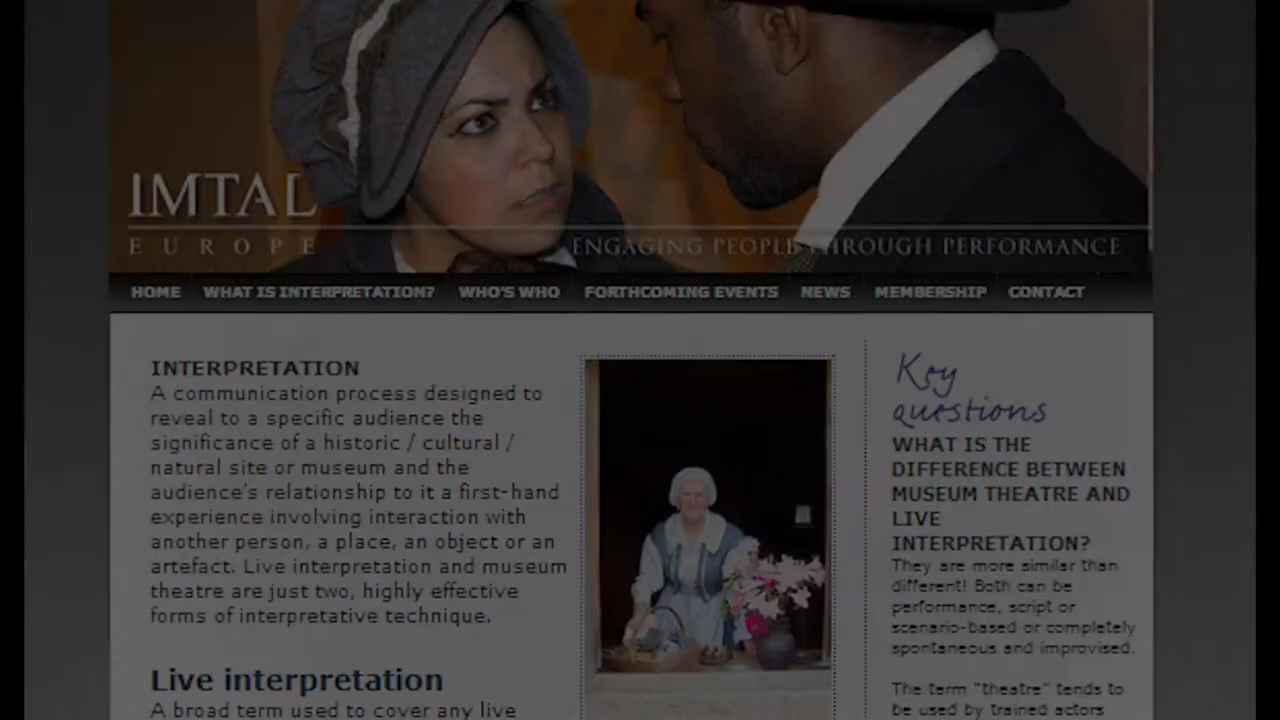 IMTAL
EUROPE
ENGAGING PEOPLE THROUGH PERFORMANCE
HOME WHAT IS INTERPRETATION? WHO'S WHO FORTHCOMING EVENTS NEWS MEMBERSHIP CONTACT
INTERPRETATION
A communication process designed to
reveal to a specific audience the
significance of a historic / cultural /
natural site or museum and the
audience's relationship to it a first-hand
experience involving interaction with
another person, a place, an object or an
artefact. Live interpretation and museum
theatre are just two, highly effective
forms of interpretative technique.
Live interpretation
A broad term used to cover any live
Key
questions
WHAT IS THE
DIFFERENCE BETWEEN
MUSEUM THEATRE AND
LIVE
INTERPRETATION?
They are more similar than
different! Both can be
performance, script or
scenario-based or completely
spontaneous and improvised.
The term "theatre" tends to
be used by trained actors